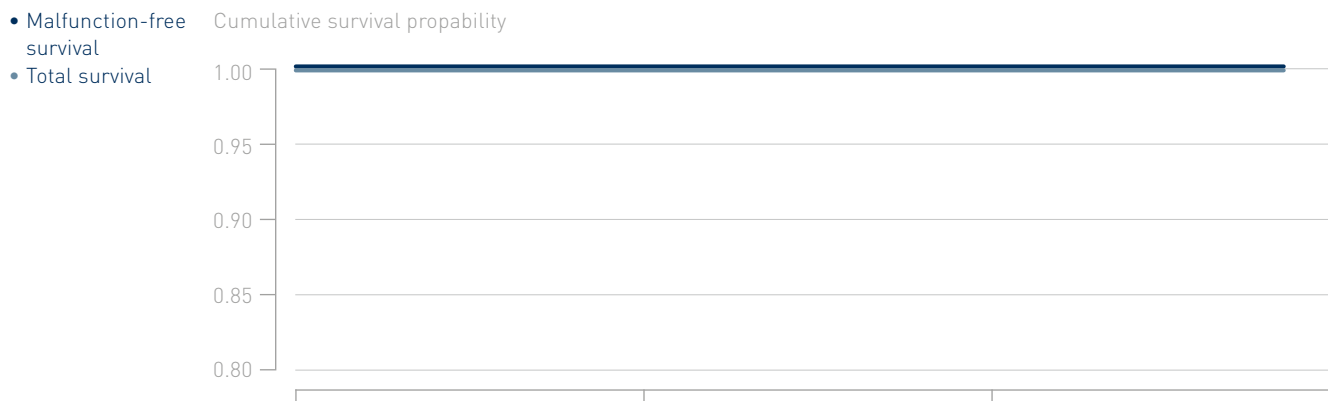 • Malfunction-free
survival
• Total survival
Cumulative survival propability
1.00
0.95
0.90
0.85
0.80